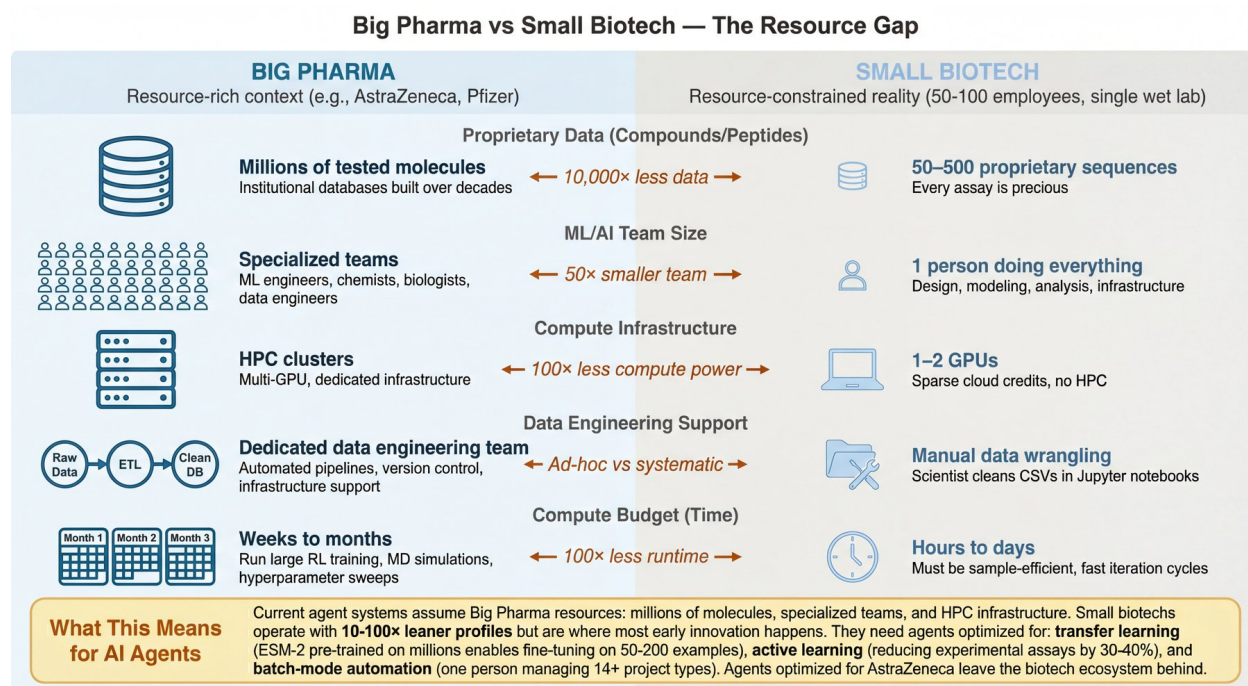 Big Pharma vs Small Biotech — The Resource Gap
BIG PHARMA
Resource-rich context (e.g., AstraZeneca, Pfizer)
SMALL BIOTECH
Resource-constrained reality (50-100 employees, single wet lab)
Proprietary Data (Compounds/Peptides)
Millions of tested molecules
Institutional databases built over decades
10,000× less data
50–500 proprietary sequences
Every assay is precious
ML/AI Team Size
Specialized teams
ML engineers, chemists, biologists,
data engineers
50× smaller team
1 person doing everything
Design, modeling, analysis, infrastructure
Compute Infrastructure
HPC clusters
Multi-GPU, dedicated infrastructure
100× less compute power
1–2 GPUs
Sparse cloud credits, no HPC
Data Engineering Support
Raw
Data
ETL
Clean
DB
Dedicated data engineering team
Automated pipelines, version control,
infrastructure support
Ad-hoc vs systematic
Manual data wrangling
Scientist cleans CSVs in Jupyter notebooks
Compute Budget (Time)
Month 1
Month 2
Month 3
Weeks to months
Run large RL training, MD simulations,
hyperparameter sweeps
100× less runtime
Hours to days
Must be sample-efficient, fast iteration cycles
What This Means
for AI Agents
Current agent systems assume Big Pharma resources: millions of molecules, specialized teams, and HPC infrastructure. Small biotechs
operate with 10-100× leaner profiles but are where most early innovation happens. They need agents optimized for: transfer learning
(ESM-2 pre-trained on millions enables fine-tuning on 50-200 examples), active learning (reducing experimental assays by 30-40%), and
batch-mode automation (one person managing 14+ project types). Agents optimized for AstraZeneca leave the biotech ecosystem behind.